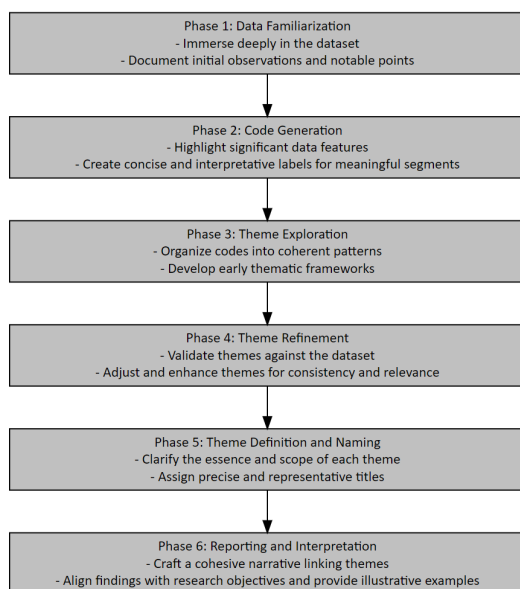 Phase 1: Data Familiarization
- Immerse deeply in the dataset
- Document initial observations and notable points
Phase 2: Code Generation
- Highlight significant data features
- Create concise and interpretative labels for meaningful segments
Phase 3: Theme Exploration
- Organize codes into coherent patterns
- Develop early thematic frameworks
Phase 4: Theme Refinement
- Validate themes against the dataset
- Adjust and enhance themes for consistency and relevance
Phase 5: Theme Definition and Naming
- Clarify the essence and scope of each theme
- Assign precise and representative titles
Phase 6: Reporting and Interpretation
- Craft a cohesive narrative linking themes
- Align findings with research objectives and provide illustrative examples